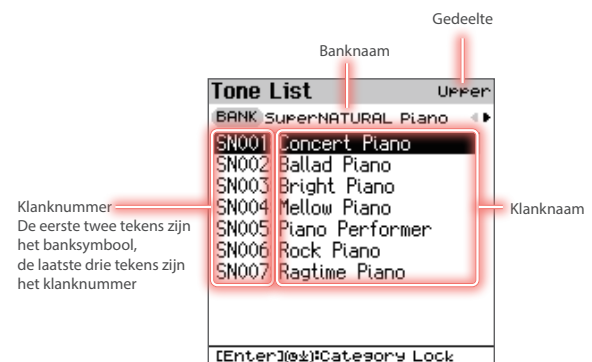 Gedeelte
Banknaam
Tone List Upper
BANK SuperNATURAL Piano
SN001 Concert Piano
SN002 Ballad Piano
SN003 Bright Piano
SN004 Mellow Piano
SN005 Piano Performer
SN006 Rock Piano
SN007 Ragtime Piano
Klanknummer
De eerste twee tekens zijn
het banksymbool,
de laatste drie tekens zijn
het klanknummer
Klanknaam
[Enter] Category Lock